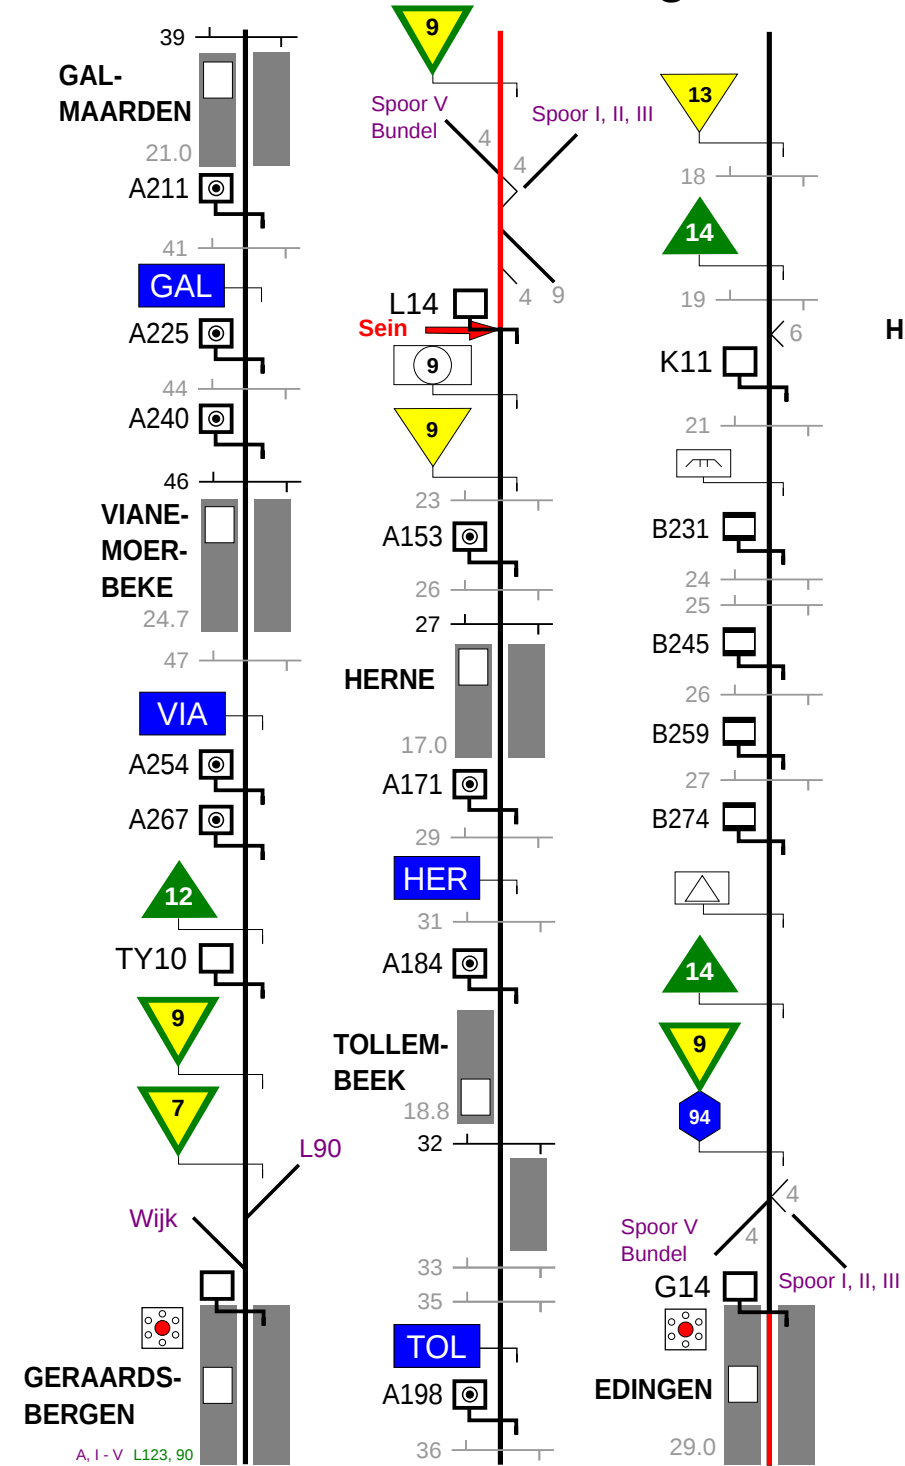 39
GAL-
MAARDEN
21.0
A211
41
GAL
A225
44
A240
46
VIANE-
MOER-
BEKE
24.7
47
VIA
A254
A267
12
TY10
9
7
L90
Wijk
GERAARDS-
BERGEN
A, I - V L123, 90
9
Spoor V
Bundel
4
Spoor I, II, III
4
4
9
L14
Sein
9
9
23
A153
26
27
HERNE
17.0
A171
29
HER
31
A184
TOLLEM-
BEEK
18.8
32
33
35
TOL
A198
36
13
18
14
19
6
H
K11
21
B231
24
25
B245
26
B259
27
B274
14
9
94
4
Spoor V
Bundel
4
Spoor I, II, III
G14
EDINGEN
29.0